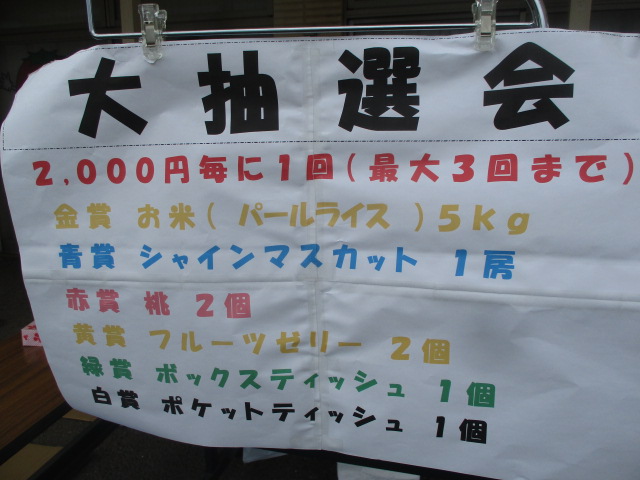 大抽選会
2,000円毎に1回(最大3回まで)
金賞 お米( パールライス )5kg
青賞 シャインマスカット 1房
赤賞 桃 2個
黄賞 フルーツゼリー 2個
緑賞 ボックスティッシュ 1個
白賞 ポケットティッシュ 1個